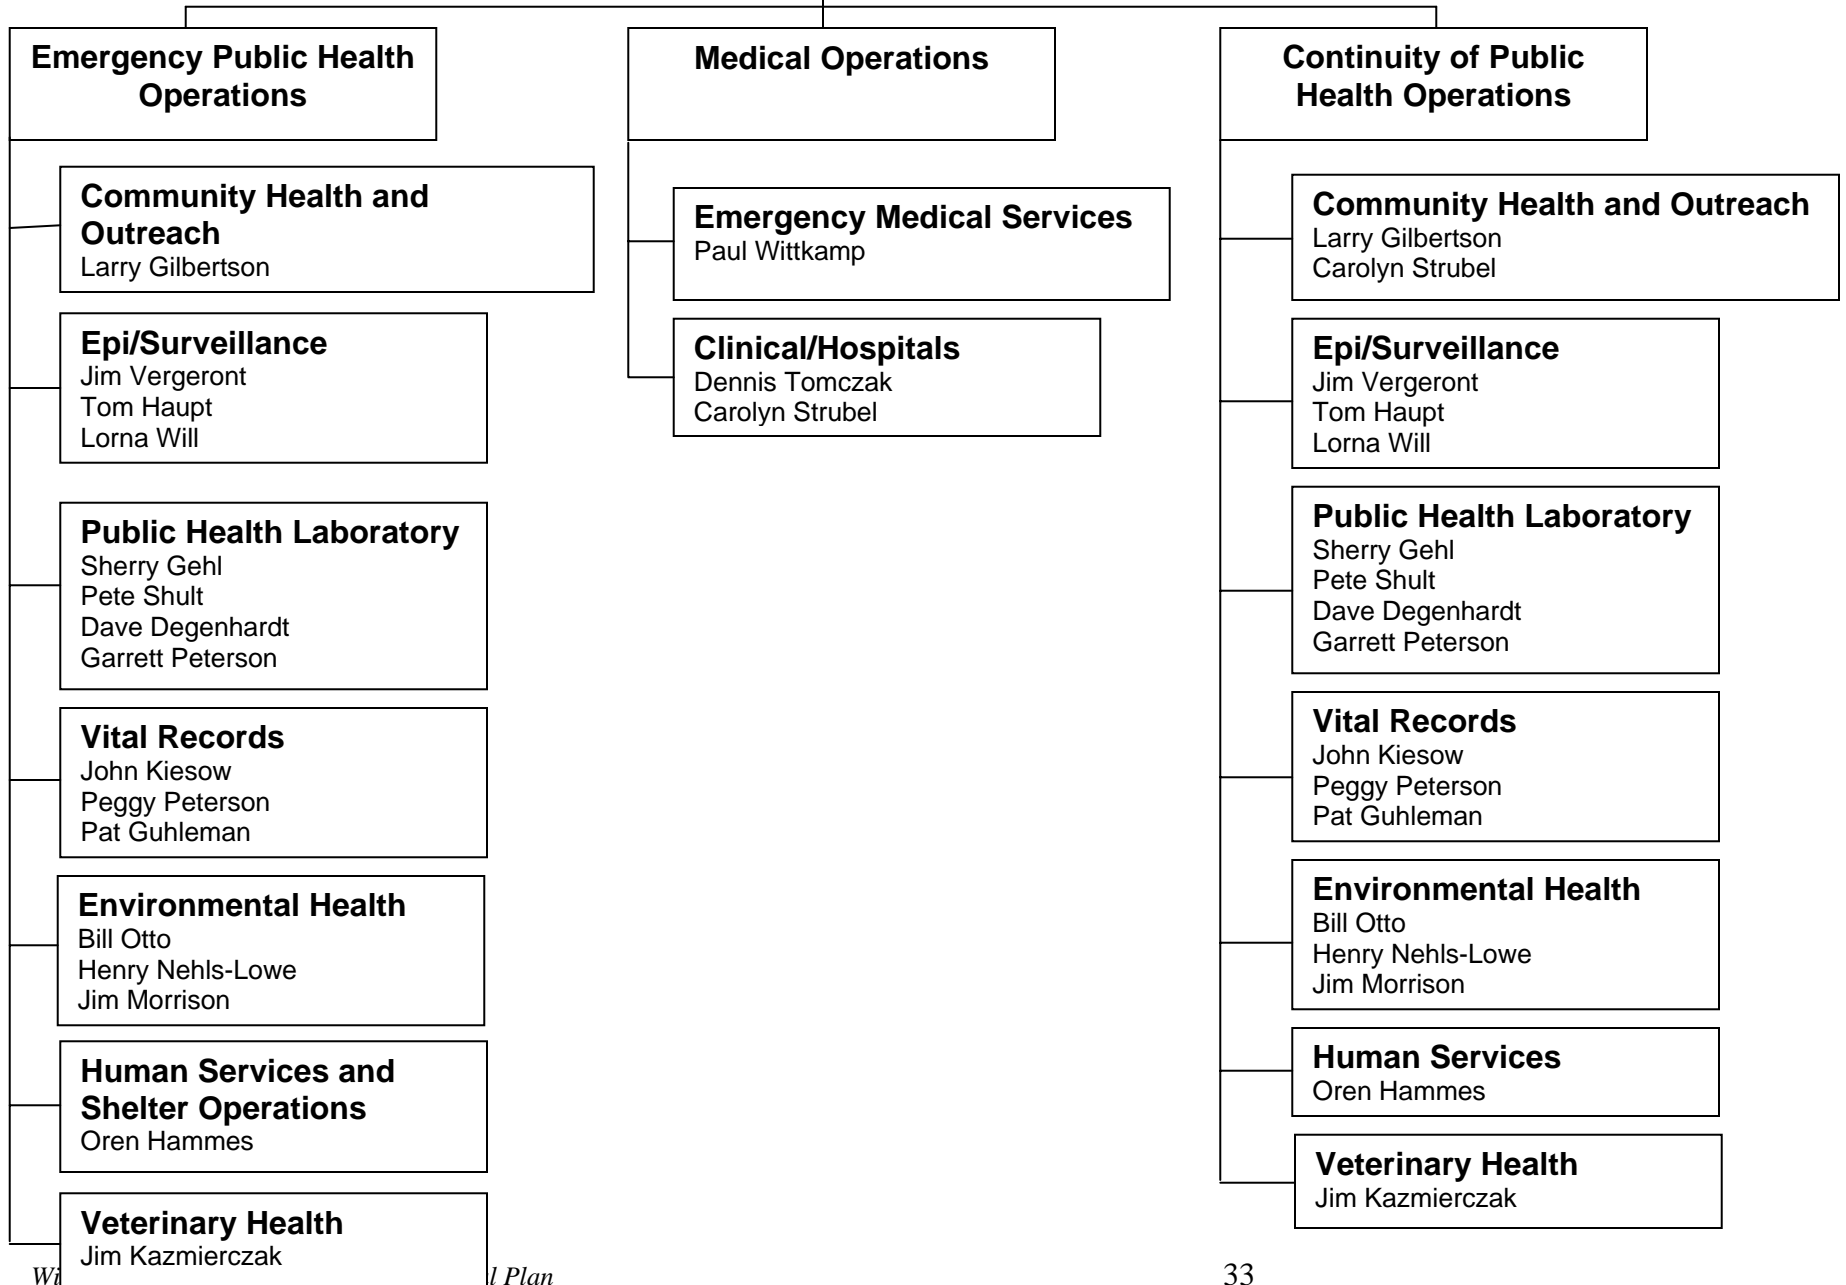 Emergency Public Health
Operations
Community Health and
Outreach
Larry Gilbertson
Epi/Surveillance
Jim Vergeront
Tom Haupt
Lorna Will
Public Health Laboratory
Sherry Gehl
Pete Shult
Dave Degenhardt
Garrett Peterson
Vital Records
John Kiesow
Peggy Peterson
Pat Guhleman
Environmental Health
Bill Otto
Henry Nehls-Lowe
Jim Morrison
Human Services and
Shelter Operations
Oren Hammes
Veterinary Health
Jim Kazmierczak
Medical Operations
Emergency Medical Services
Paul Wittkamp
Clinical/Hospitals
Dennis Tomczak
Carolyn Strubel
Continuity of Public
Health Operations
Community Health and Outreach
Larry Gilbertson
Carolyn Strubel
Epi/Surveillance
Jim Vergeront
Tom Haupt
Lorna Will
Public Health Laboratory
Sherry Gehl
Pete Shult
Dave Degenhardt
Garrett Peterson
Vital Records
John Kiesow
Peggy Peterson
Pat Guhleman
Environmental Health
Bill Otto
Henry Nehls-Lowe
Jim Morrison
Human Services
Oren Hammes
Veterinary Health
Jim Kazmierczak
Plan 33